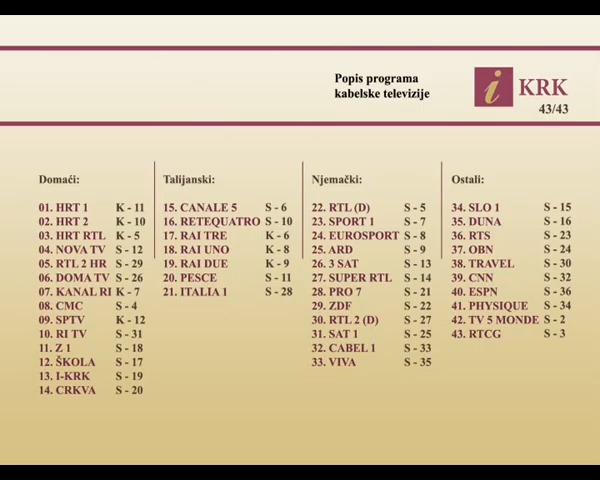 Popis programa
kabelske televizije
i KRK
43/43
Domaći:
01. HRT 1 K - 11
02. HRT 2 K - 10
03. HRT RTL K - 5
04. NOVA TV S - 12
05. RTL 2 HR S - 29
06. DOMA TV S - 26
07. KANAL RI K - 7
08. CMC S - 4
09. SPTV K - 12
10. RI TV S - 31
11. Z 1 S - 18
12. ŠKOLA S - 17
13. I-KRK S - 19
14. CRKVA S - 20
Talijanski:
15. CANALE 5 S - 6
16. RETEQUATRO S - 10
17. RAI TRE K - 6
18. RAI UNO K - 8
19. RAI DUE K - 9
20. PESCE S - 11
21. ITALIA 1 S - 28
Njemački:
22. RTL (D) S - 5
23. SPORT 1 S - 7
24. EUROSPORT S - 8
25. ARD S - 9
26. 3 SAT S - 13
27. SUPER RTL S - 14
28. PRO 7 S - 21
29. ZDF S - 22
30. RTL 2 (D) S - 27
31. SAT 1 S - 25
32. CABEL 1 S - 33
33. VIVA S - 35
Ostali:
34. SLO 1 S - 15
35. DUNA S - 16
36. RTS S - 23
37. OBN S - 24
38. TRAVEL S - 30
39. CNN S - 32
40. ESPN S - 36
41. PHYSIQUE S - 34
42. TV 5 MONDE S - 2
43. RTCG S - 3